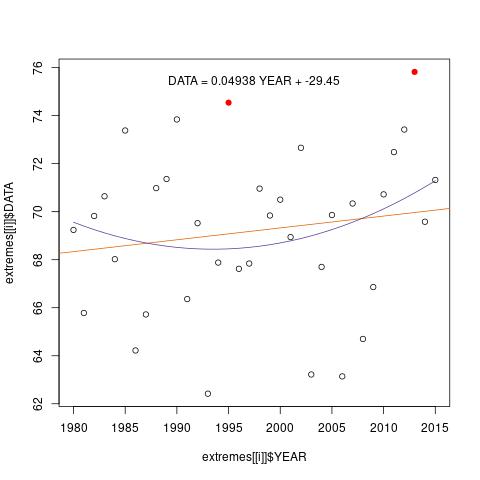 DATA = 0.04938 YEAR + -29.45
76
74
72
70
68
66
64
62
extremes[[i]]$DATA
1980 1985 1990 1995 2000 2005 2010 2015
extremes[[i]]$YEAR